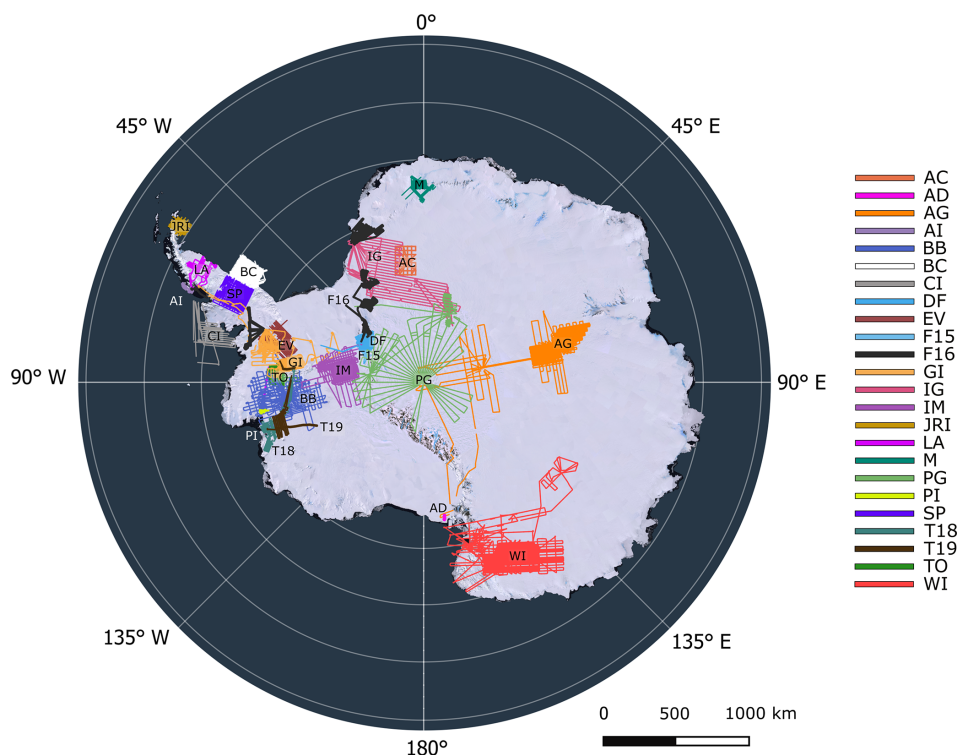 0°
45° W
45° E
M
JRI
IG
AC
LA
BC
SP
AI
F16
CI
DF
AG
EV
F15
GI
IM
TO
90° W
PG
90° E
BB
T19
PI
T18
AD
WI
135° W
135° E
180°
0 500 1000 km
AC
AD
AG
AI
BB
BC
CI
DF
EV
F15
F16
GI
IG
IM
JRI
LA
M
PG
PI
SP
T18
T19
TO
WI